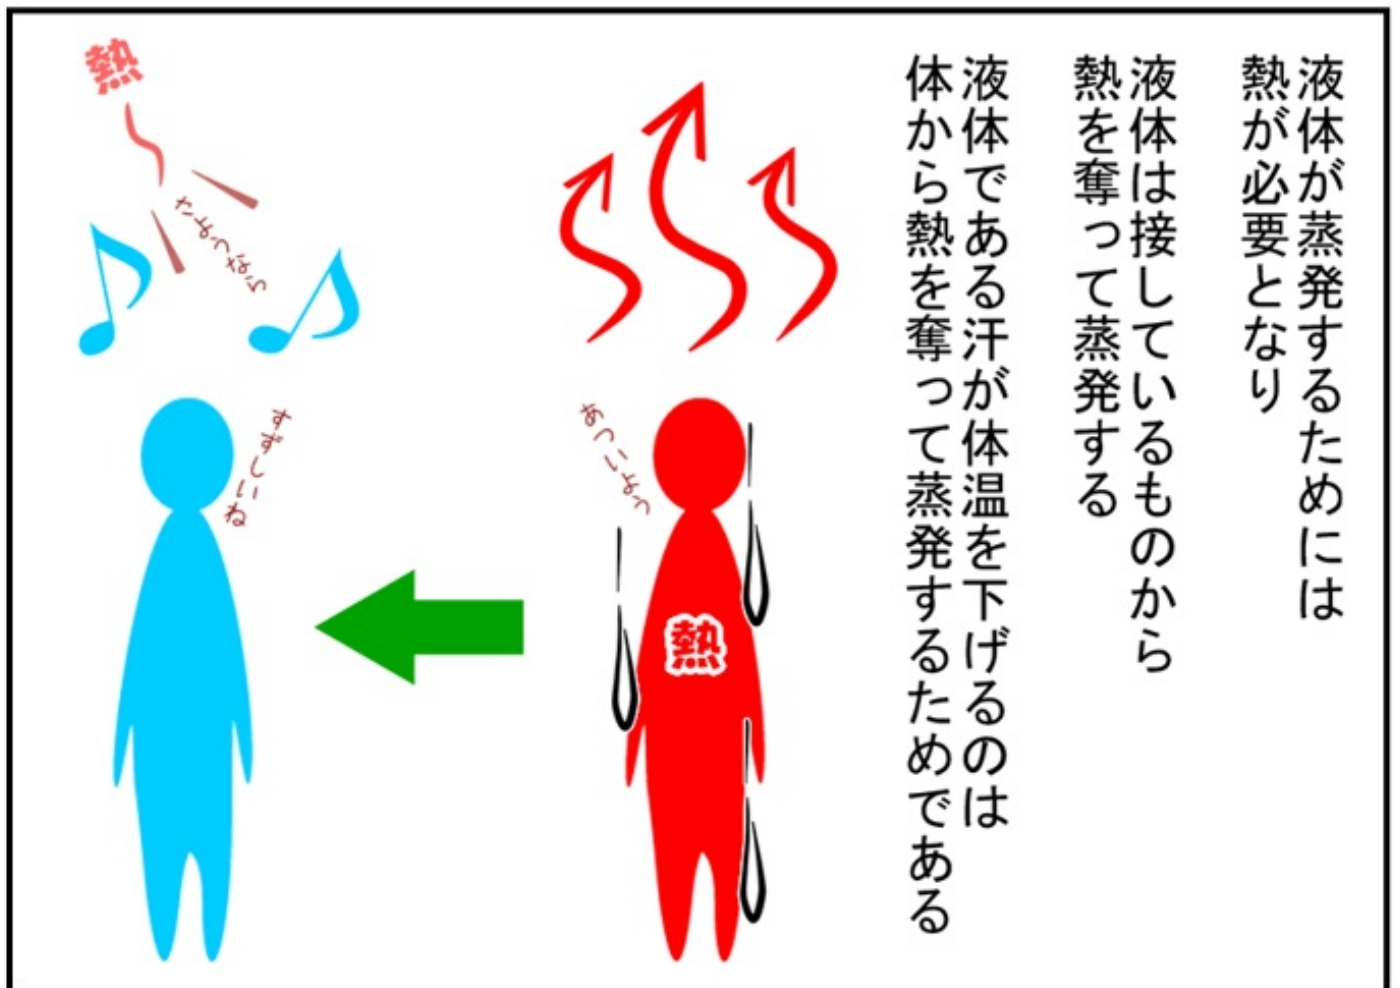 液体が蒸発するためには
熱が必要となり
液体は接しているものから
熱を奪って蒸発する
液体である汗が体温を下げるのは
体から熱を奪って蒸発するためである
あついよう
熱
熱
さようなら
すずしいね